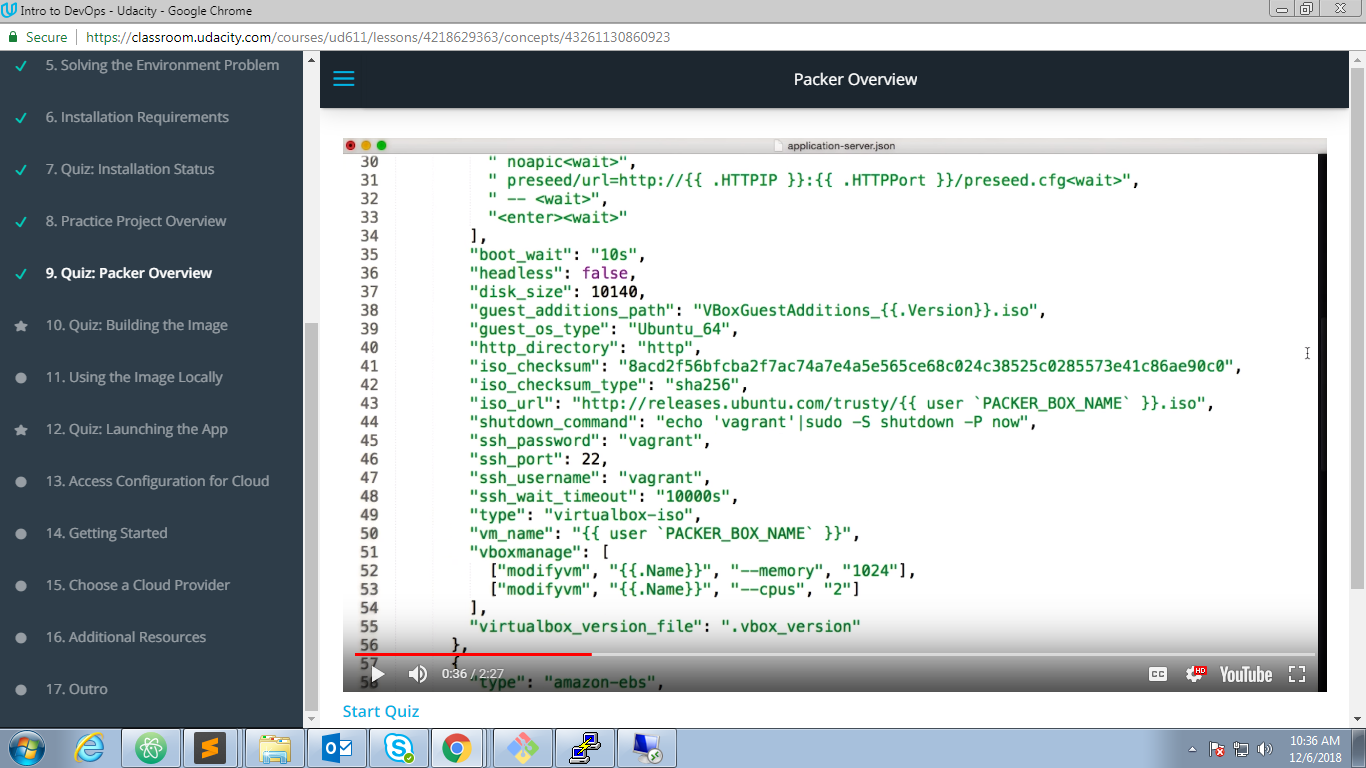 Intro to DevOps - Udacity - Google Chrome
Secure
https://classroom.udacity.com/courses/ud611/lessons/4218629363/concepts/43261130860923
5. Solving the Environment Problem
6. Installation Requirements
7. Quiz: Installation Status
8. Practice Project Overview
9. Quiz: Packer Overview
10. Quiz: Building the Image
11. Using the Image Locally
12. Quiz: Launching the App
13. Access Configuration for Cloud
14. Getting Started
15. Choose a Cloud Provider
16. Additional Resources
17. Outro
Packer Overview
application-server.json
30 " noapic<wait>",
31 " preseed/url=http://{{ .HTTPIP }}:{{ .HTTPPort }}/preseed.cfg<wait>",
32 " -- <wait>",
33 "<enter><wait>"
34 ],
35 "boot_wait": "10s",
36 "headless": false,
37 "disk_size": 10140,
38 "guest_additions_path": "VBoxGuestAdditions_{{.Version}}.iso",
39 "guest_os_type": "Ubuntu_64",
40 "http_directory": "http",
41 "iso_checksum": "8acd2f56bfcba2f7ac74a7e4a5e565ce68c024c38525c0285573e41c86ae90c0",
42 "iso_checksum_type": "sha256",
43 "iso_url": "http://releases.ubuntu.com/trusty/{{ user `PACKER_BOX_NAME` }}.iso",
44 "shutdown_command": "echo 'vagrant'|sudo -S shutdown -P now",
45 "ssh_password": "vagrant",
46 "ssh_port": 22,
47 "ssh_username": "vagrant",
48 "ssh_wait_timeout": "10000s",
49 "type": "virtualbox-iso",
50 "vm_name": "{{ user `PACKER_BOX_NAME` }}",
51 "vboxmanage": [
52 ["modifyvm", "{{.Name}}", "--memory", "1024"],
53 ["modifyvm", "{{.Name}}", "--cpus", "2"]
54 ],
55 "virtualbox_version_file": ".vbox_version"
56 },
57 {
58 "type": "amazon-ebs",
0:36 / 2:27
CC
HD
YouTube
Start Quiz
10:36 AM
12/6/2018